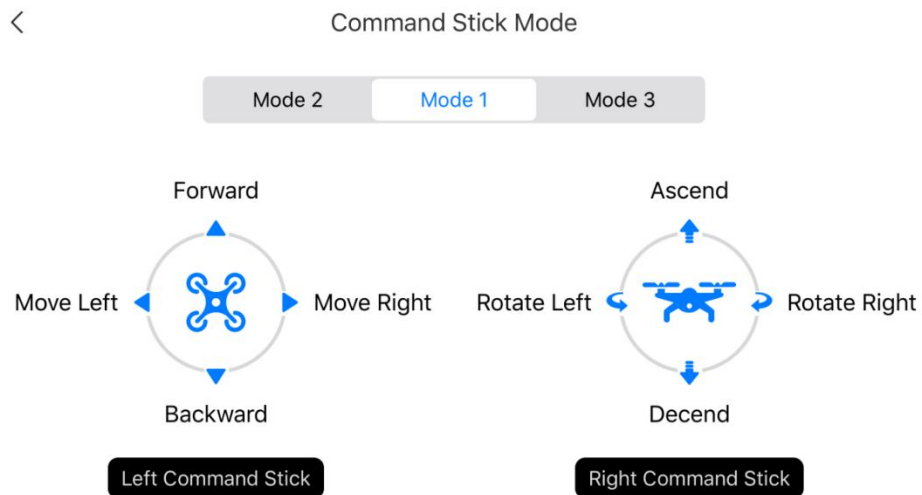 Command Stick Mode
Mode 2 Mode 1 Mode 3
Forward
Move Left Move Right
Backward
Left Command Stick
Ascend
Rotate Left Rotate Right
Decend
Right Command Stick